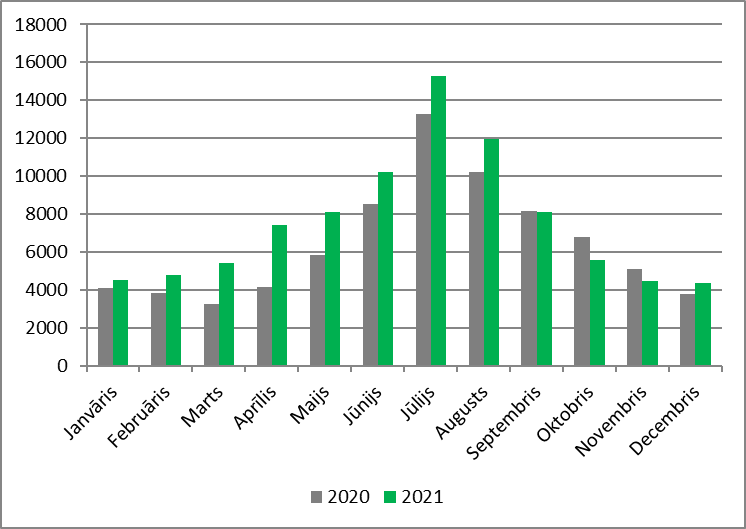 18000
16000
14000
12000
10000
8000
6000
4000
2000
0
Janvāris
Februāris
Marts
Aprīlis
Maijs
Jūnijs
Jūlijs
Augusts
Septembris
Oktobris
Novembris
Decembris
2020 2021